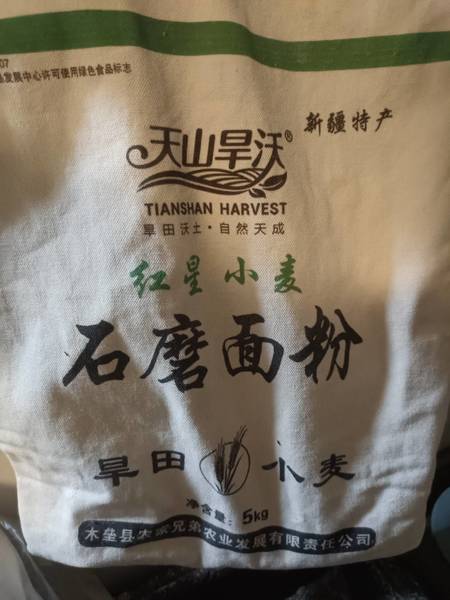 07
发展中心许可使用绿色食品标志
新疆特产
天山旱沃®
TIANSHAN HARVEST
旱田沃土·自然天成
红星小麦
石磨面粉
旱田 小麦
净含量：5kg
木垒县农家兄弟农业发展有限责任公司